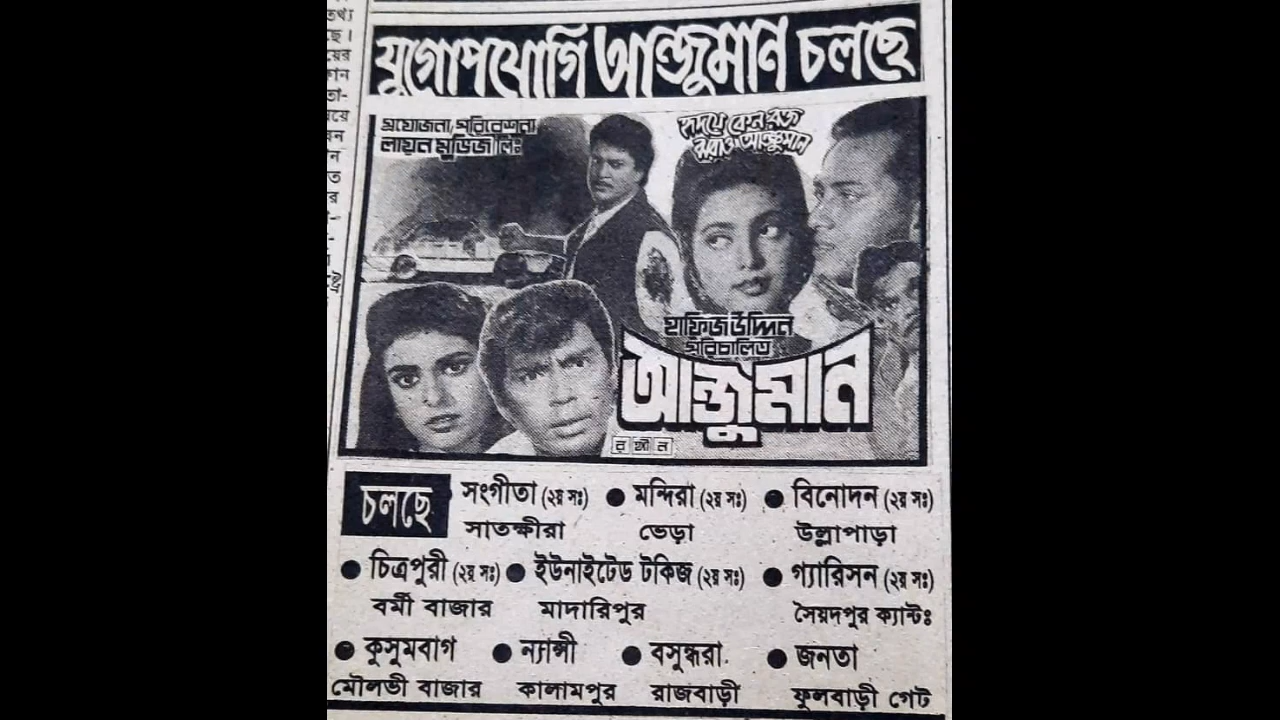 যুগোপযোগি আন্জুমান চলছে
প্রযোজনা/পরিবেশনা
লায়ন মুভিজ লিঃ
হৃদয়ে কেন রক্ত
ঝরাও আন্জুমান
হাফিজ উদ্দিন
পরিচালিত
আন্জুমান
রঙ্গীন
চলছে
সংগীতা (২য় সঃ) ● মন্দিরা (২য় সঃ) ● বিনোদন (২য় সঃ)
সাতক্ষীরা ভেড়া উল্লাপাড়া
● চিত্রপুরী (২য় সঃ) ● ইউনাইটেড টকিজ (২য় সঃ) ● গ্যারিসন (২য় সঃ)
বর্মী বাজার মাদারিপুর সৈয়দপুর ক্যান্টঃ
● কুসুমবাগ ● ন্যান্সী ● বসুন্ধরা. ● জনতা
মৌলভী বাজার কালামপুর রাজবাড়ী ফুলবাড়ী গেট